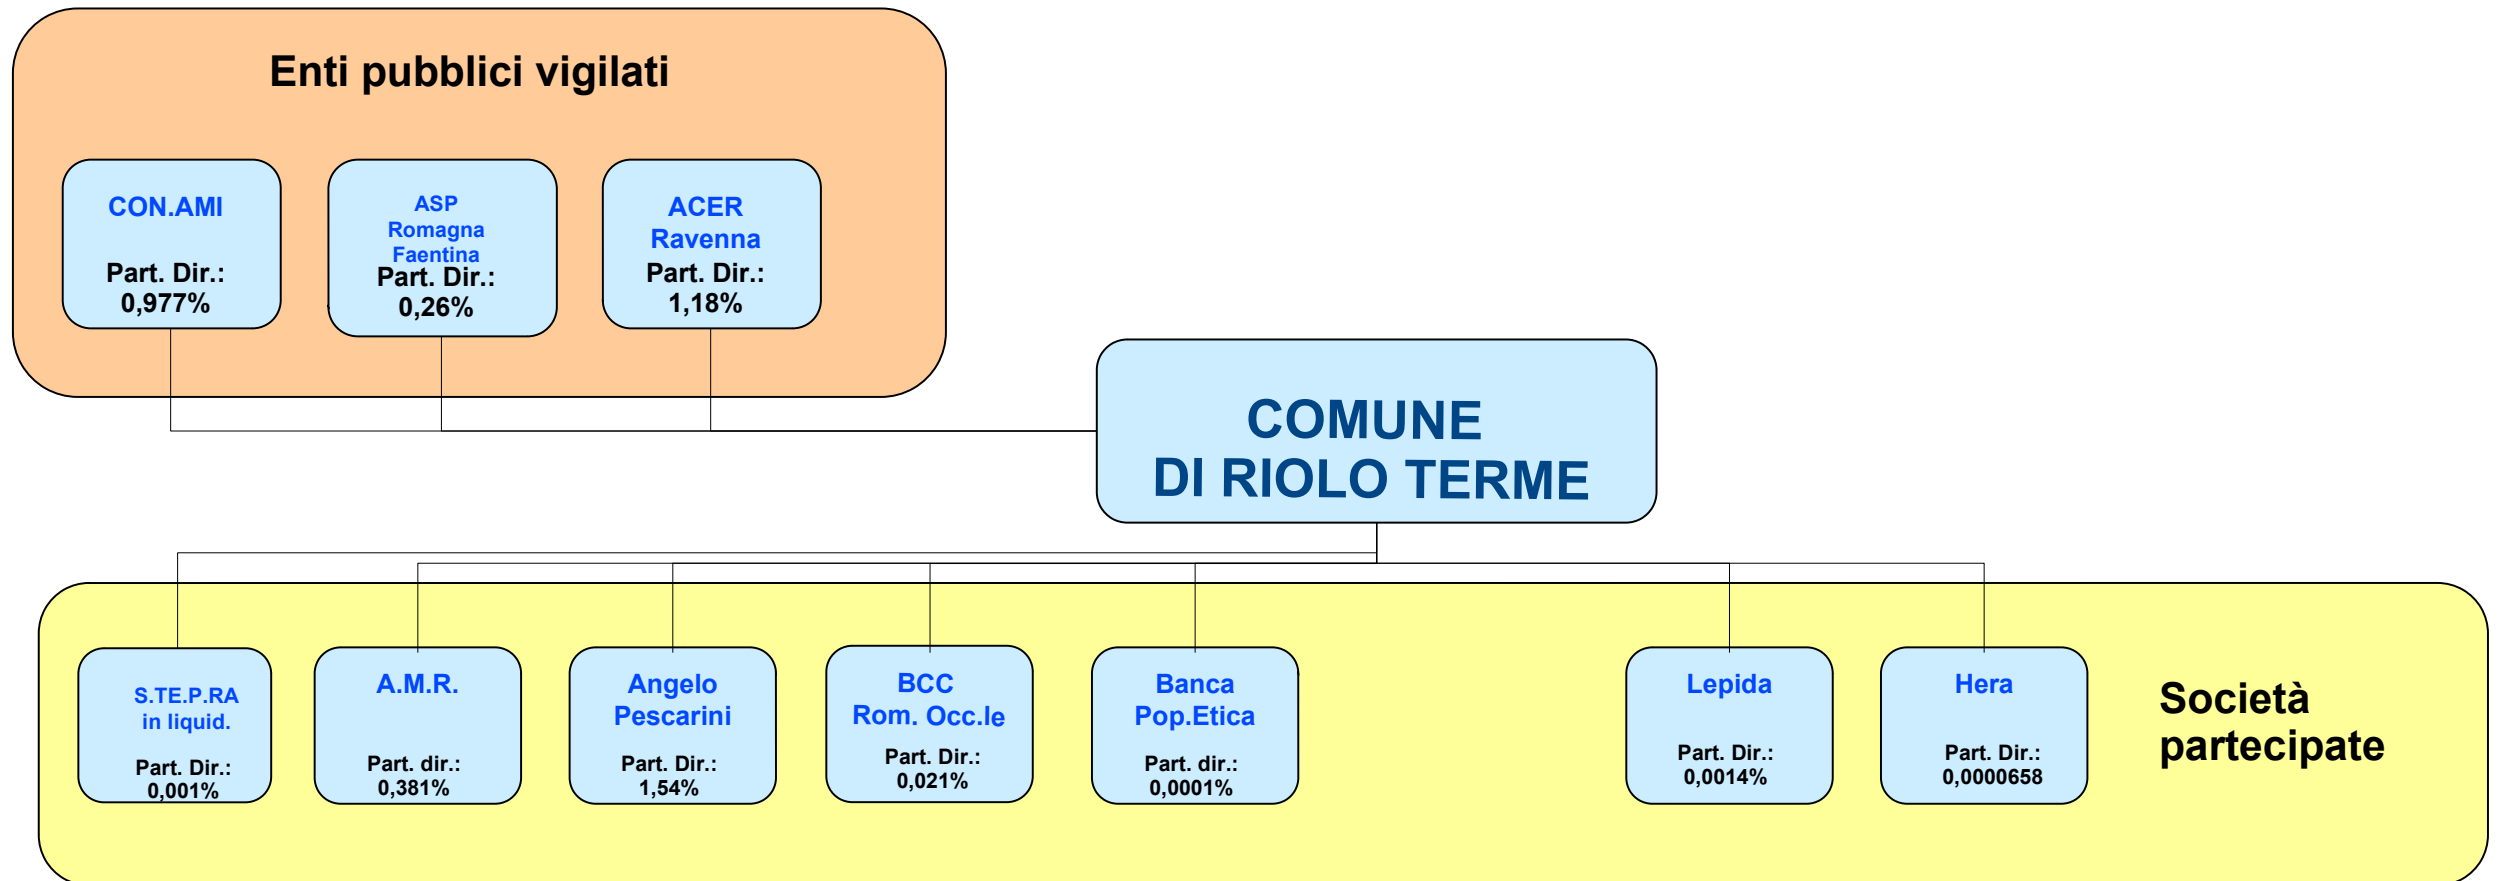 Enti pubblici vigilati
CON.AMI
Part. Dir.:
0,977%
ASP
Romagna
Faentina
Part. Dir.:
0,26%
ACER
Ravenna
Part. Dir.:
1,18%
COMUNE
DI RIOLO TERME
S.TE.P.RA
in liquid.
Part. Dir.:
0,001%
A.M.R.
Part. dir.:
0,381%
Angelo
Pescarini
Part. Dir.:
1,54%
BCC
Rom. Occ.le
Part. Dir.:
0,021%
Banca
Pop.Etica
Part. dir.:
0,0001%
Lepida
Part. Dir.:
0,0014%
Hera
Part. Dir.:
0,0000658
Società
partecipate